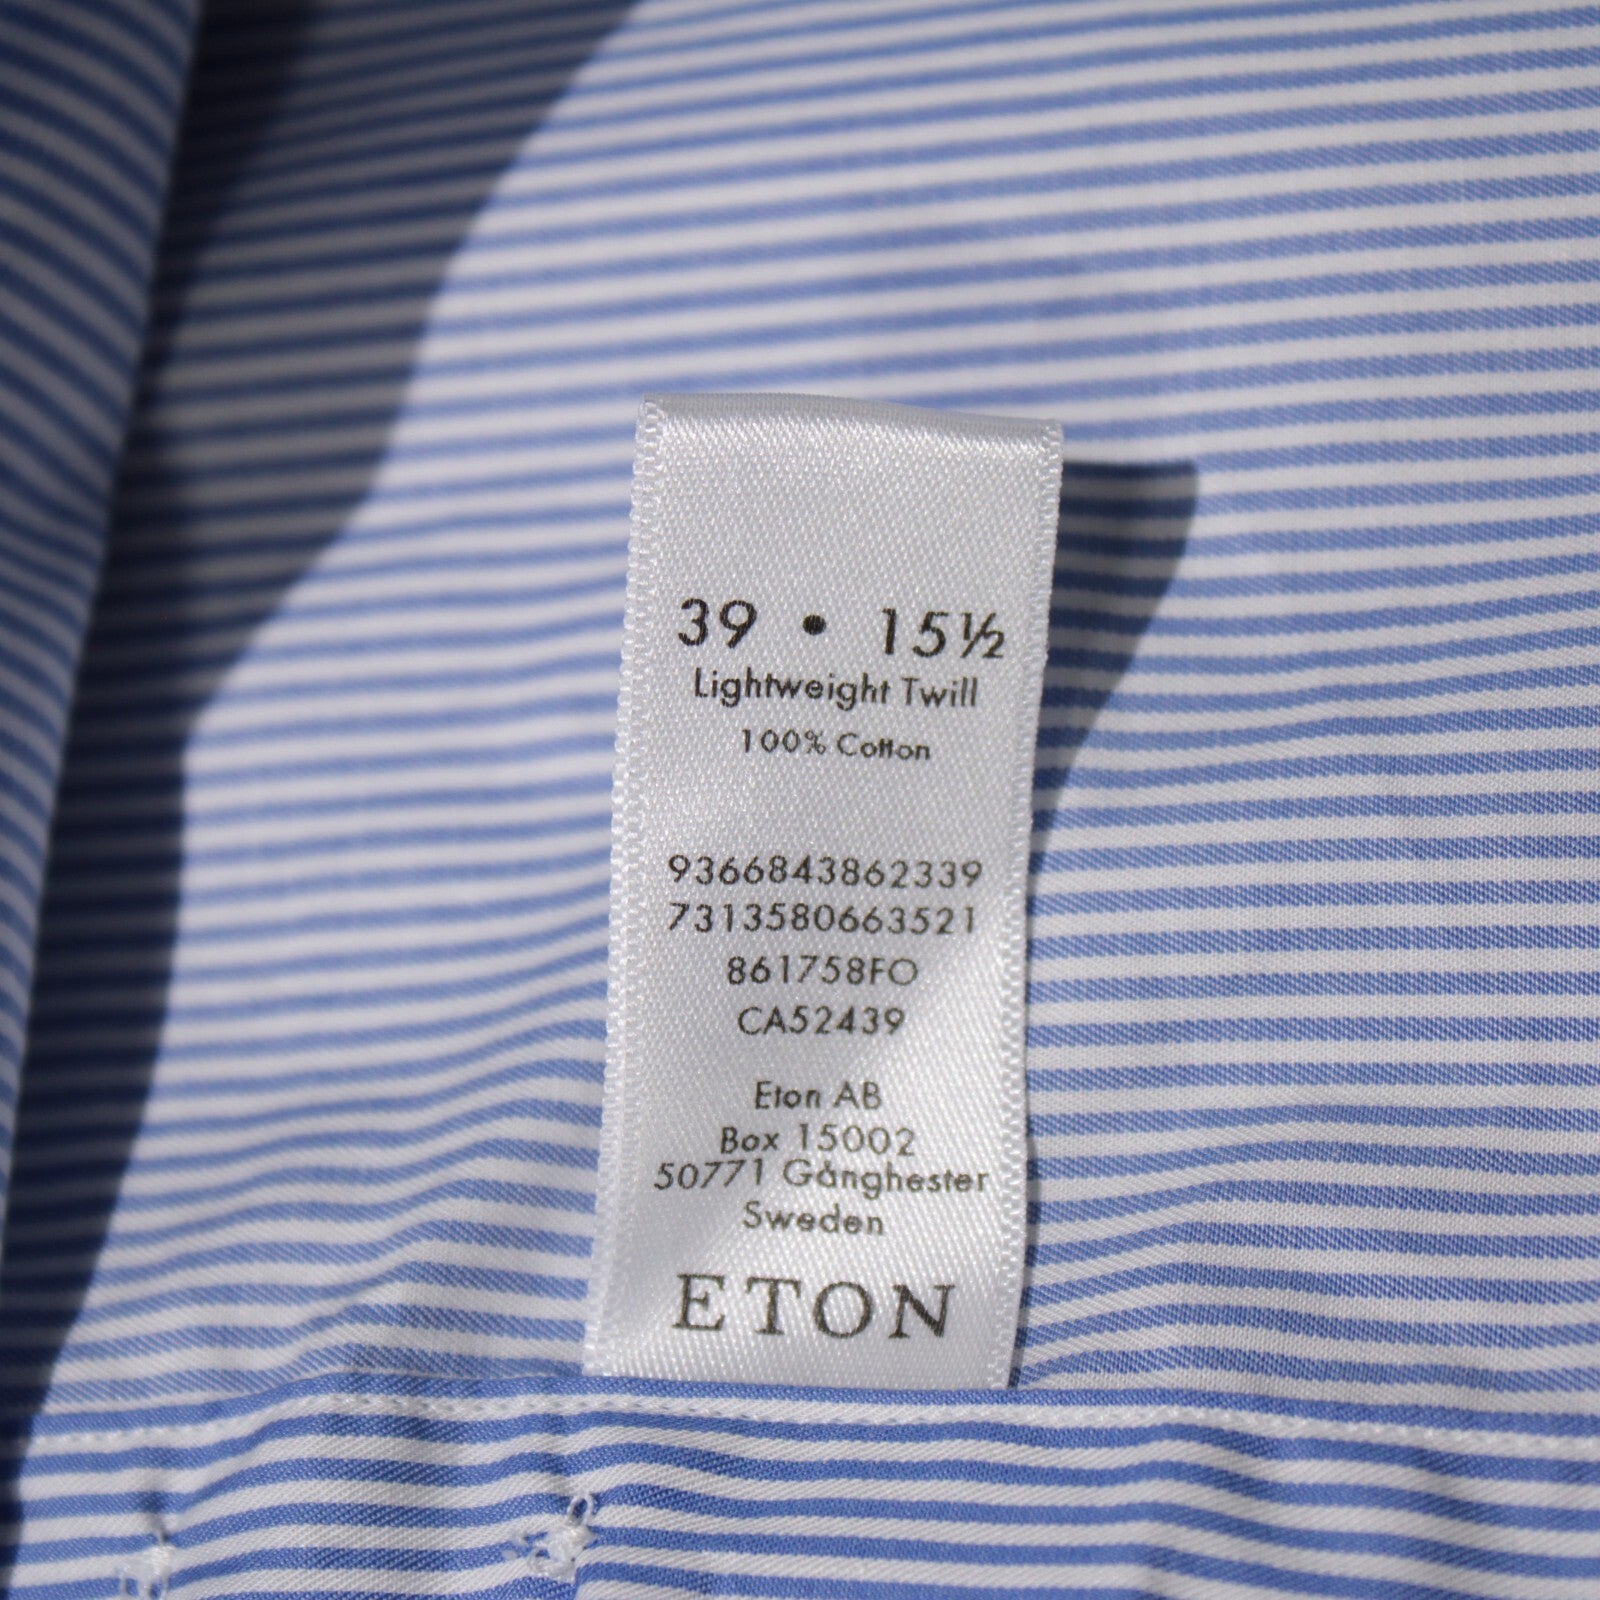 39 • 15½
Lightweight Twill
100% Cotton
9366843862339
7313580663521
861758FO
CA52439
Eton AB
Box 15002
50771 Gånghester
Sweden
ETON